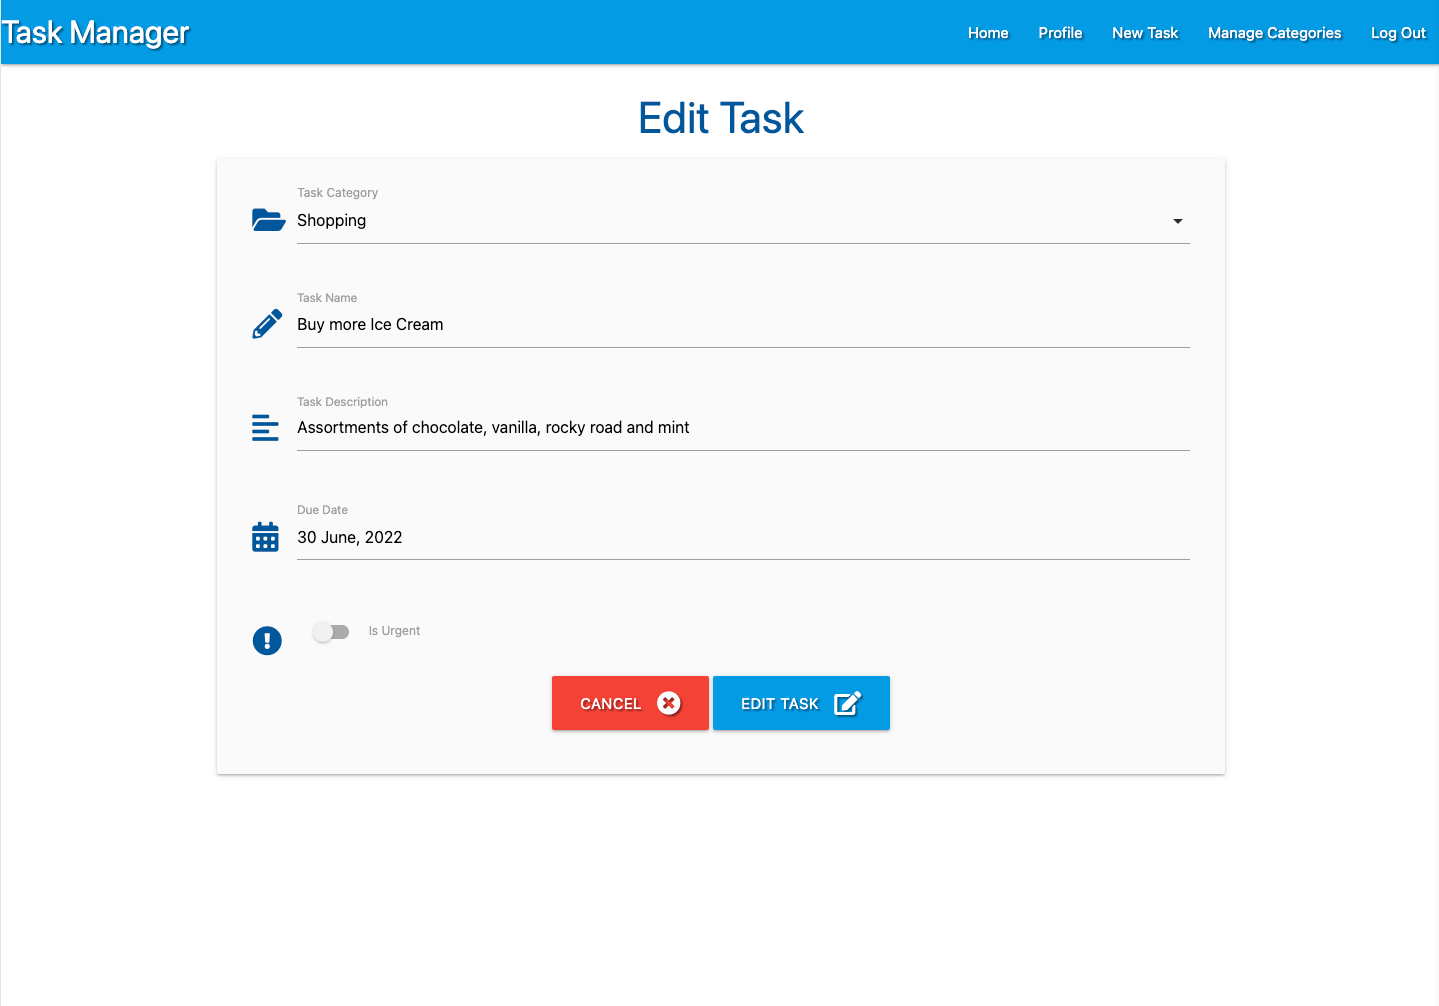 Task Manager
Home Profile New Task Manage Categories Log Out
Edit Task
Task Category
Shopping
Task Name
Buy more Ice Cream
Task Description
Assortments of chocolate, vanilla, rocky road and mint
Due Date
30 June, 2022
Is Urgent
CANCEL EDIT TASK